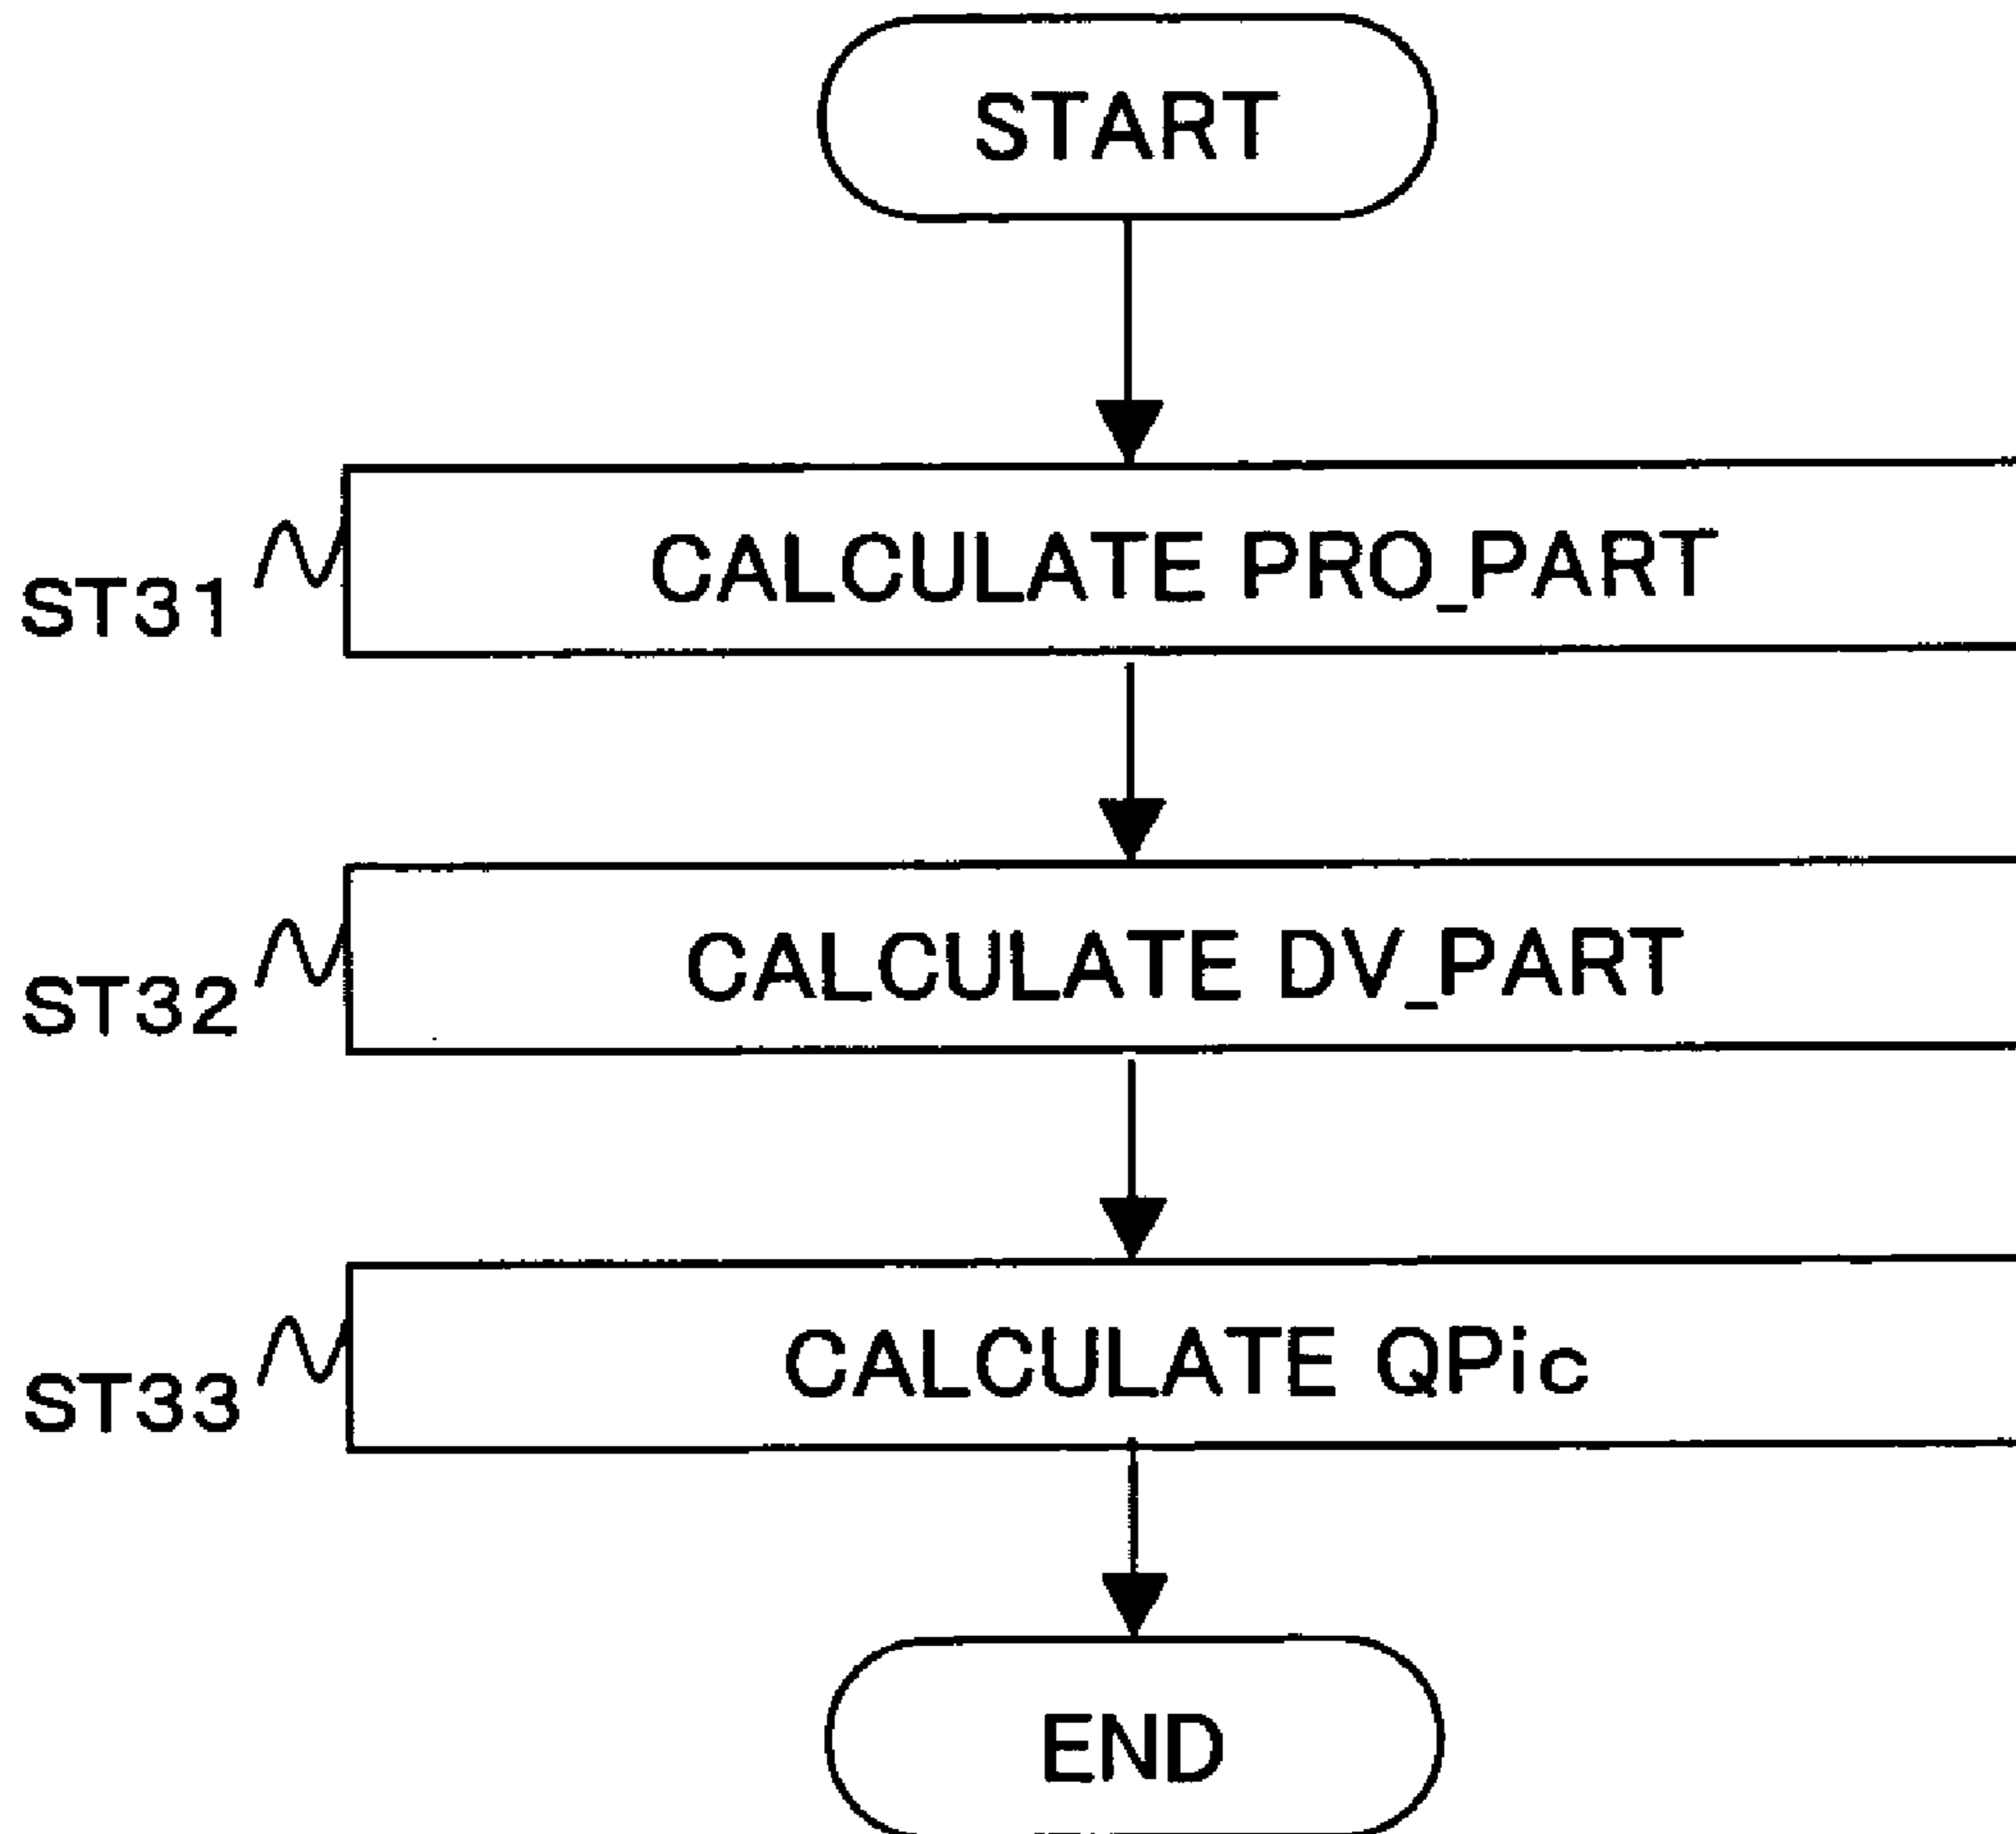 START
CALCULATE PRO_PART
ST31
CALCULATE DV_PART
ST32
CALCULATE QPic
ST33
END